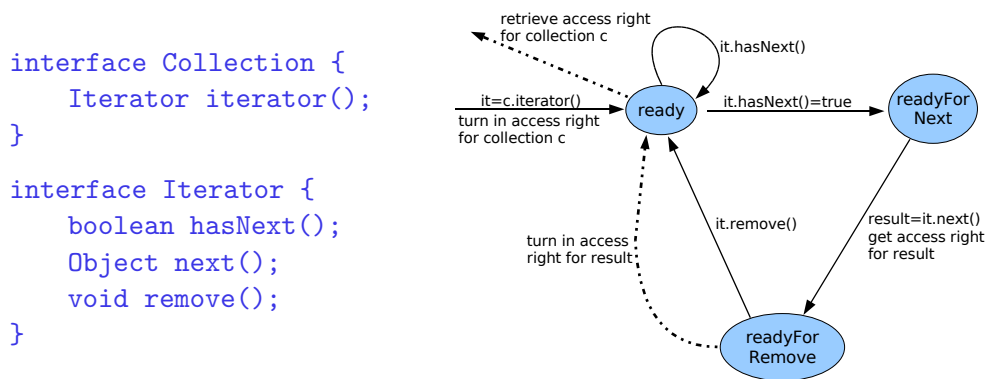 interface Collection {
Iterator iterator();
}
interface Iterator {
boolean hasNext();
Object next();
void remove();
}
retrieve access right
for collection c
it.hasNext()
it=c.iterator()
turn in access right
for collection c
ready
it.hasNext()=true
readyFor
Next
turn in access
right for result
it.remove()
result=it.next()
get access right
for result
readyFor
Remove